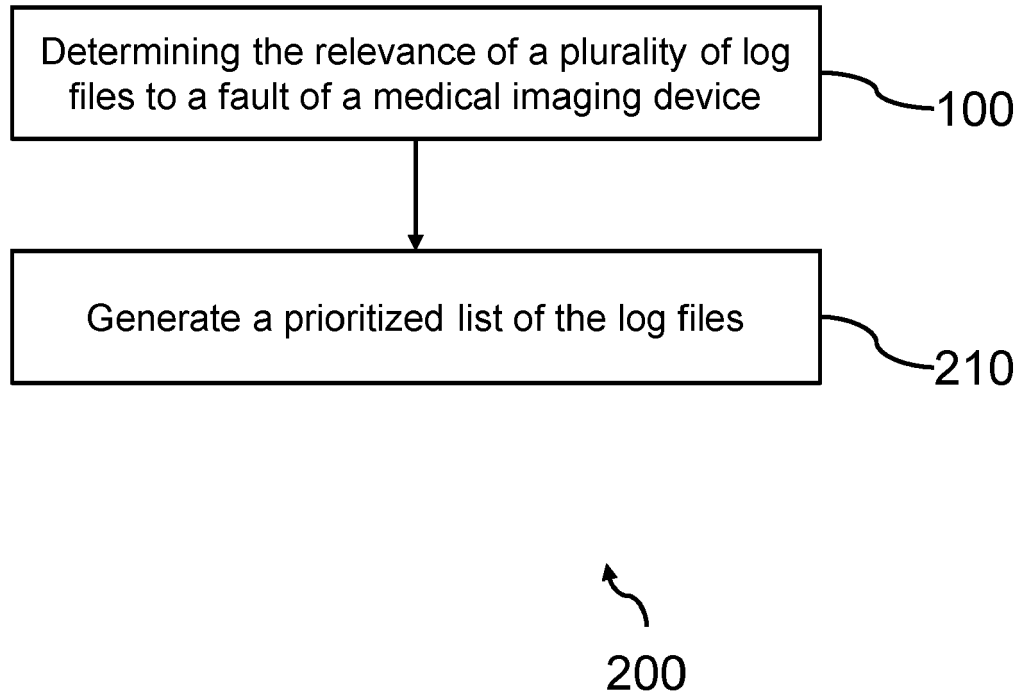 Determining the relevance of a plurality of log
files to a fault of a medical imaging device
100
Generate a prioritized list of the log files
210
200